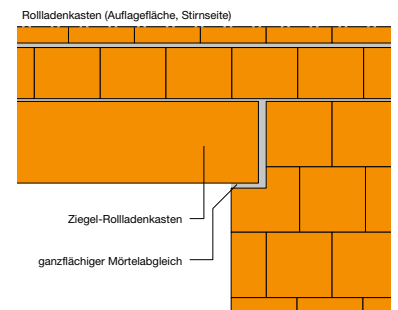 Rollladenkasten (Auflagefläche, Stirnseite)
Ziegel-Rollladenkasten
ganzflächiger Mörtelabgleich